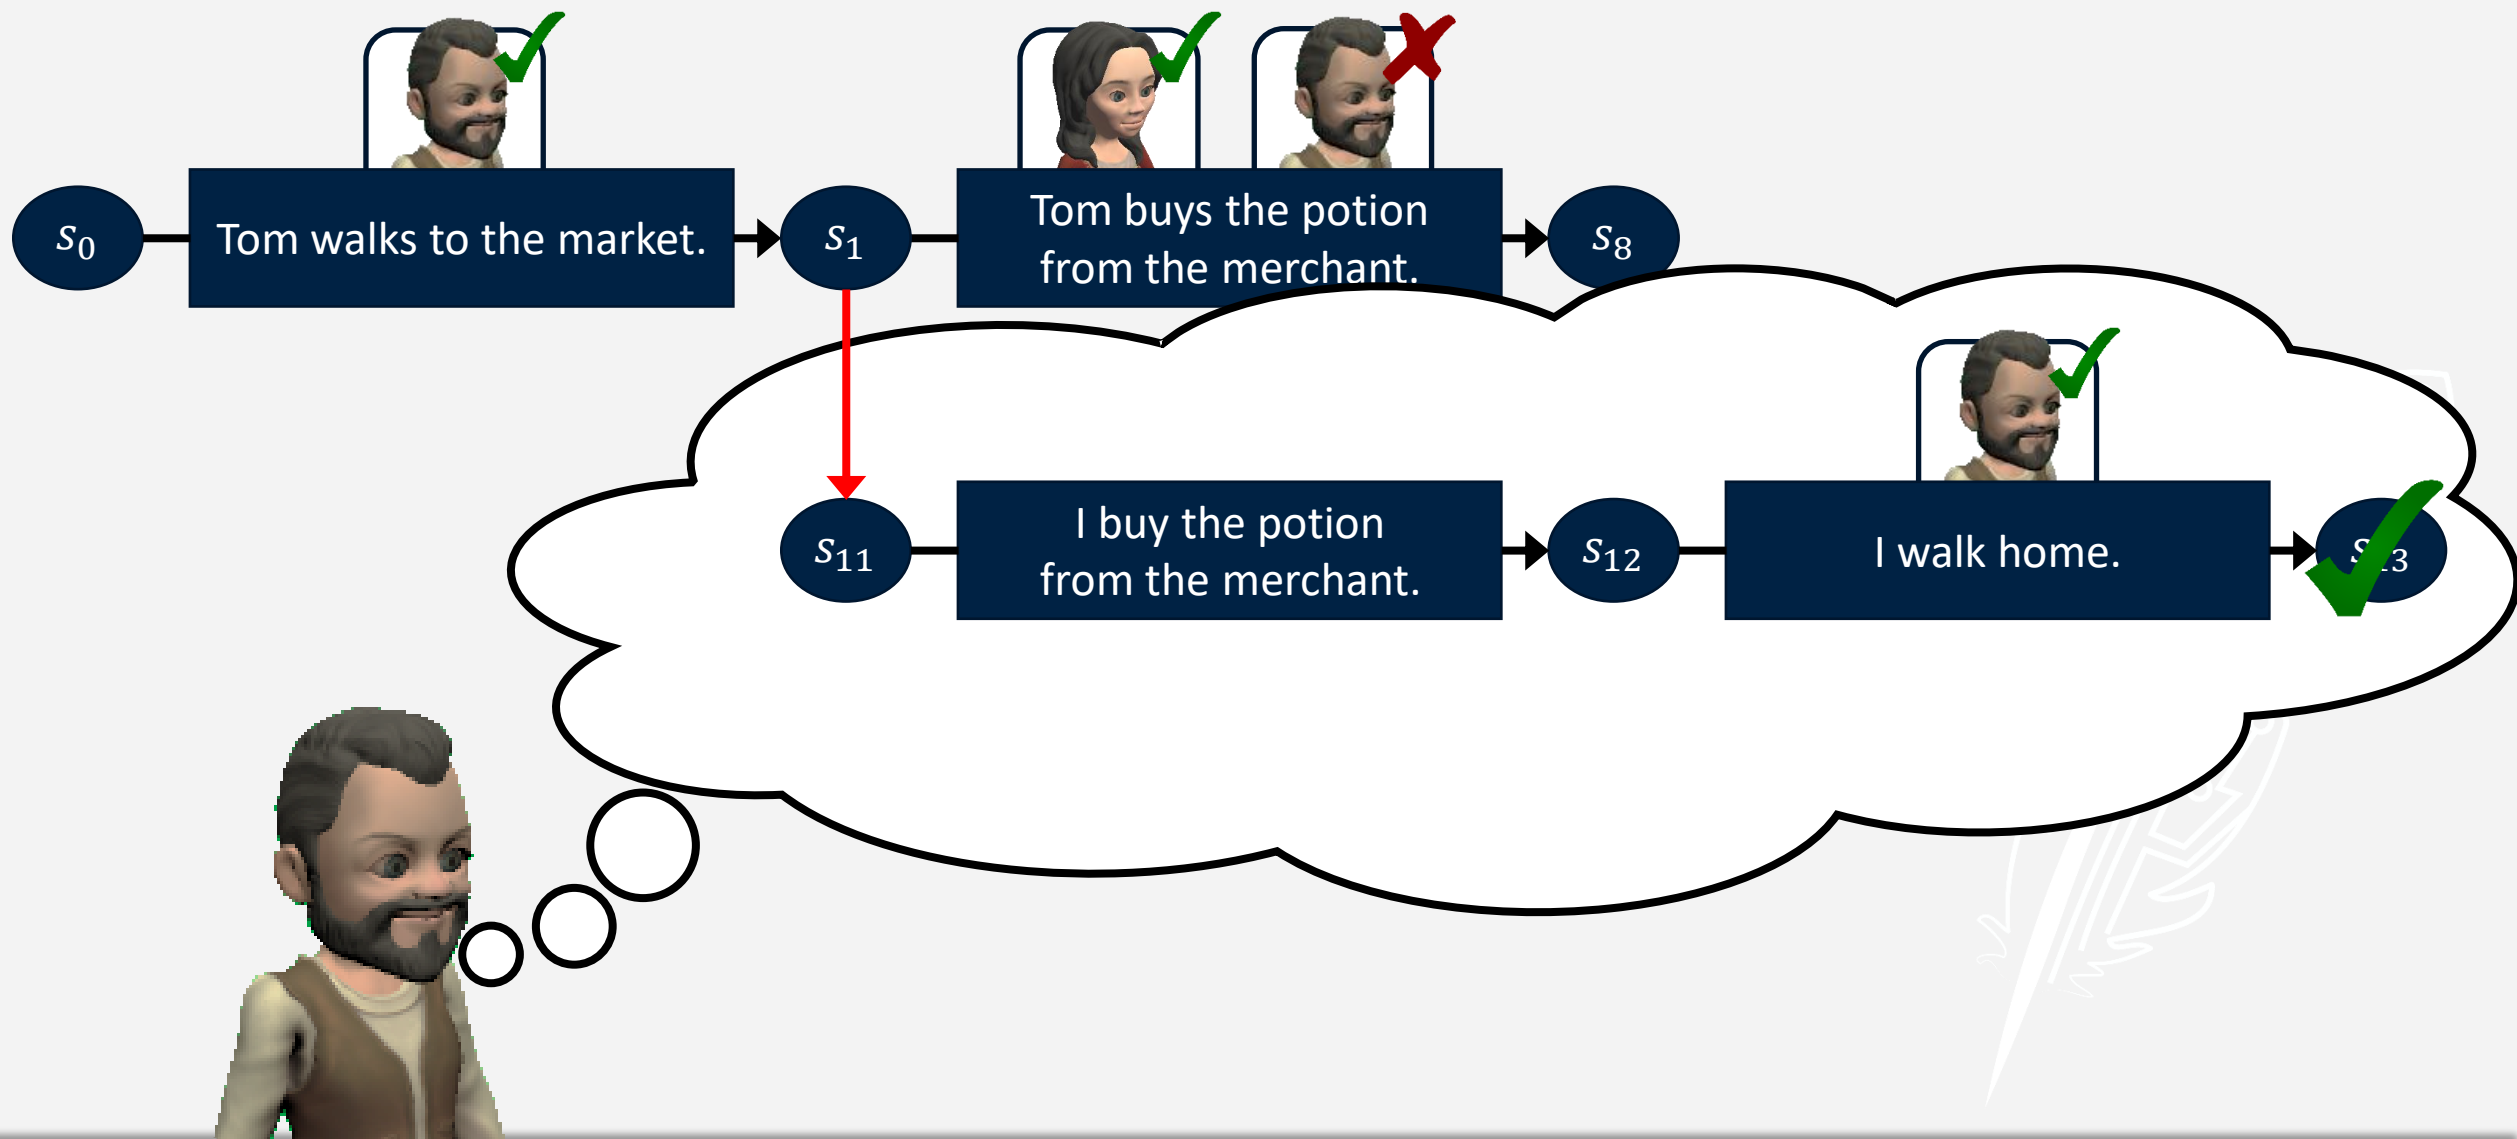 s0
Tom walks to the market.
s1
Tom buys the potion
from the merchant.
s8
s11
I buy the potion
from the merchant.
s12
I walk home.
s13